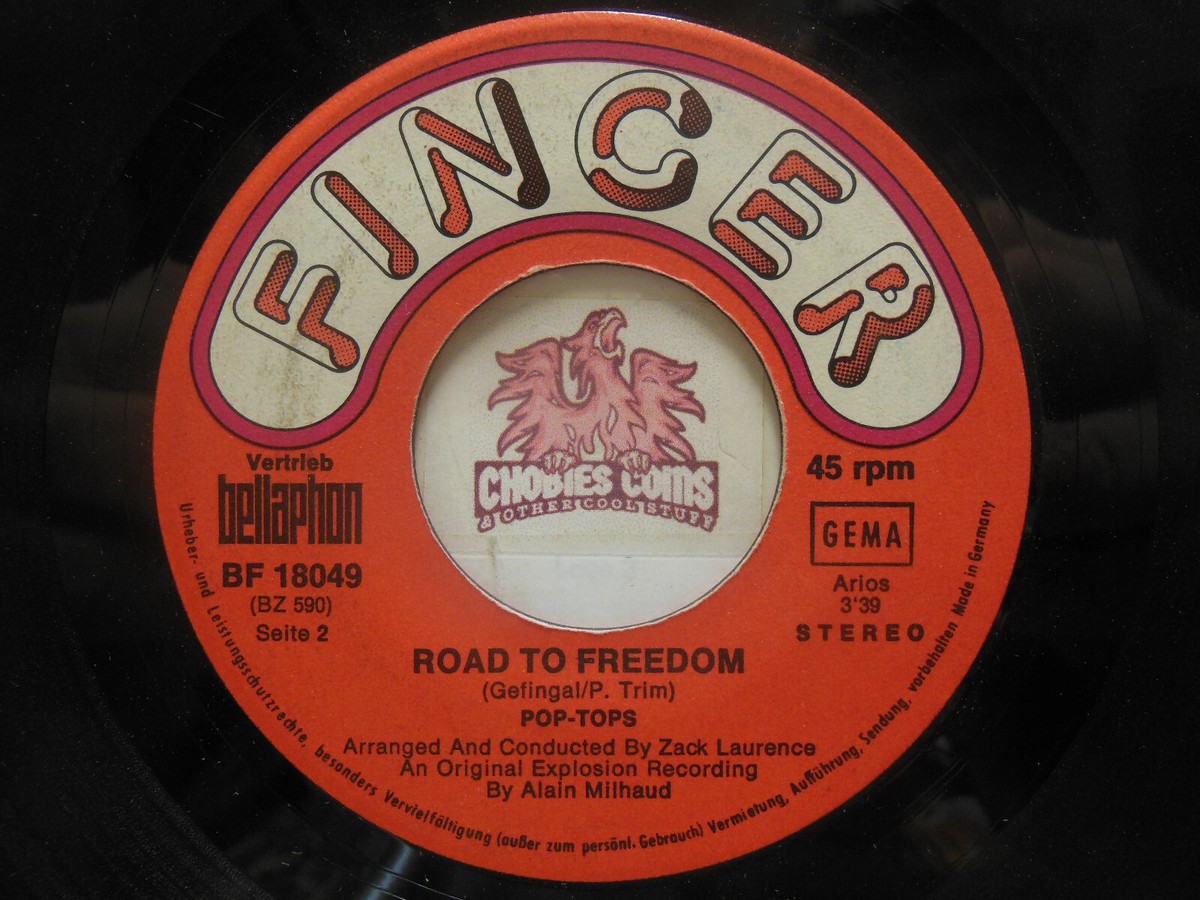 FINGER
CHOBIES COINS
& OTHER COOL STUFF
Vertrieb
bellaphon
BF 18049
(BZ 590)
Seite 2
45 rpm
GEMA
Arios
3'39
STEREO
ROAD TO FREEDOM
(Gefingal/P. Trim)
POP-TOPS
Arranged And Conducted By Zack Laurence
An Original Explosion Recording
By Alain Milhaud
Urheber- und Leistungsschutzrechte, besonders Vervielfältigung (außer zum persönl. Gebrauch) Vermietung, Aufführung, Sendung, vorbehalten Made in Germany